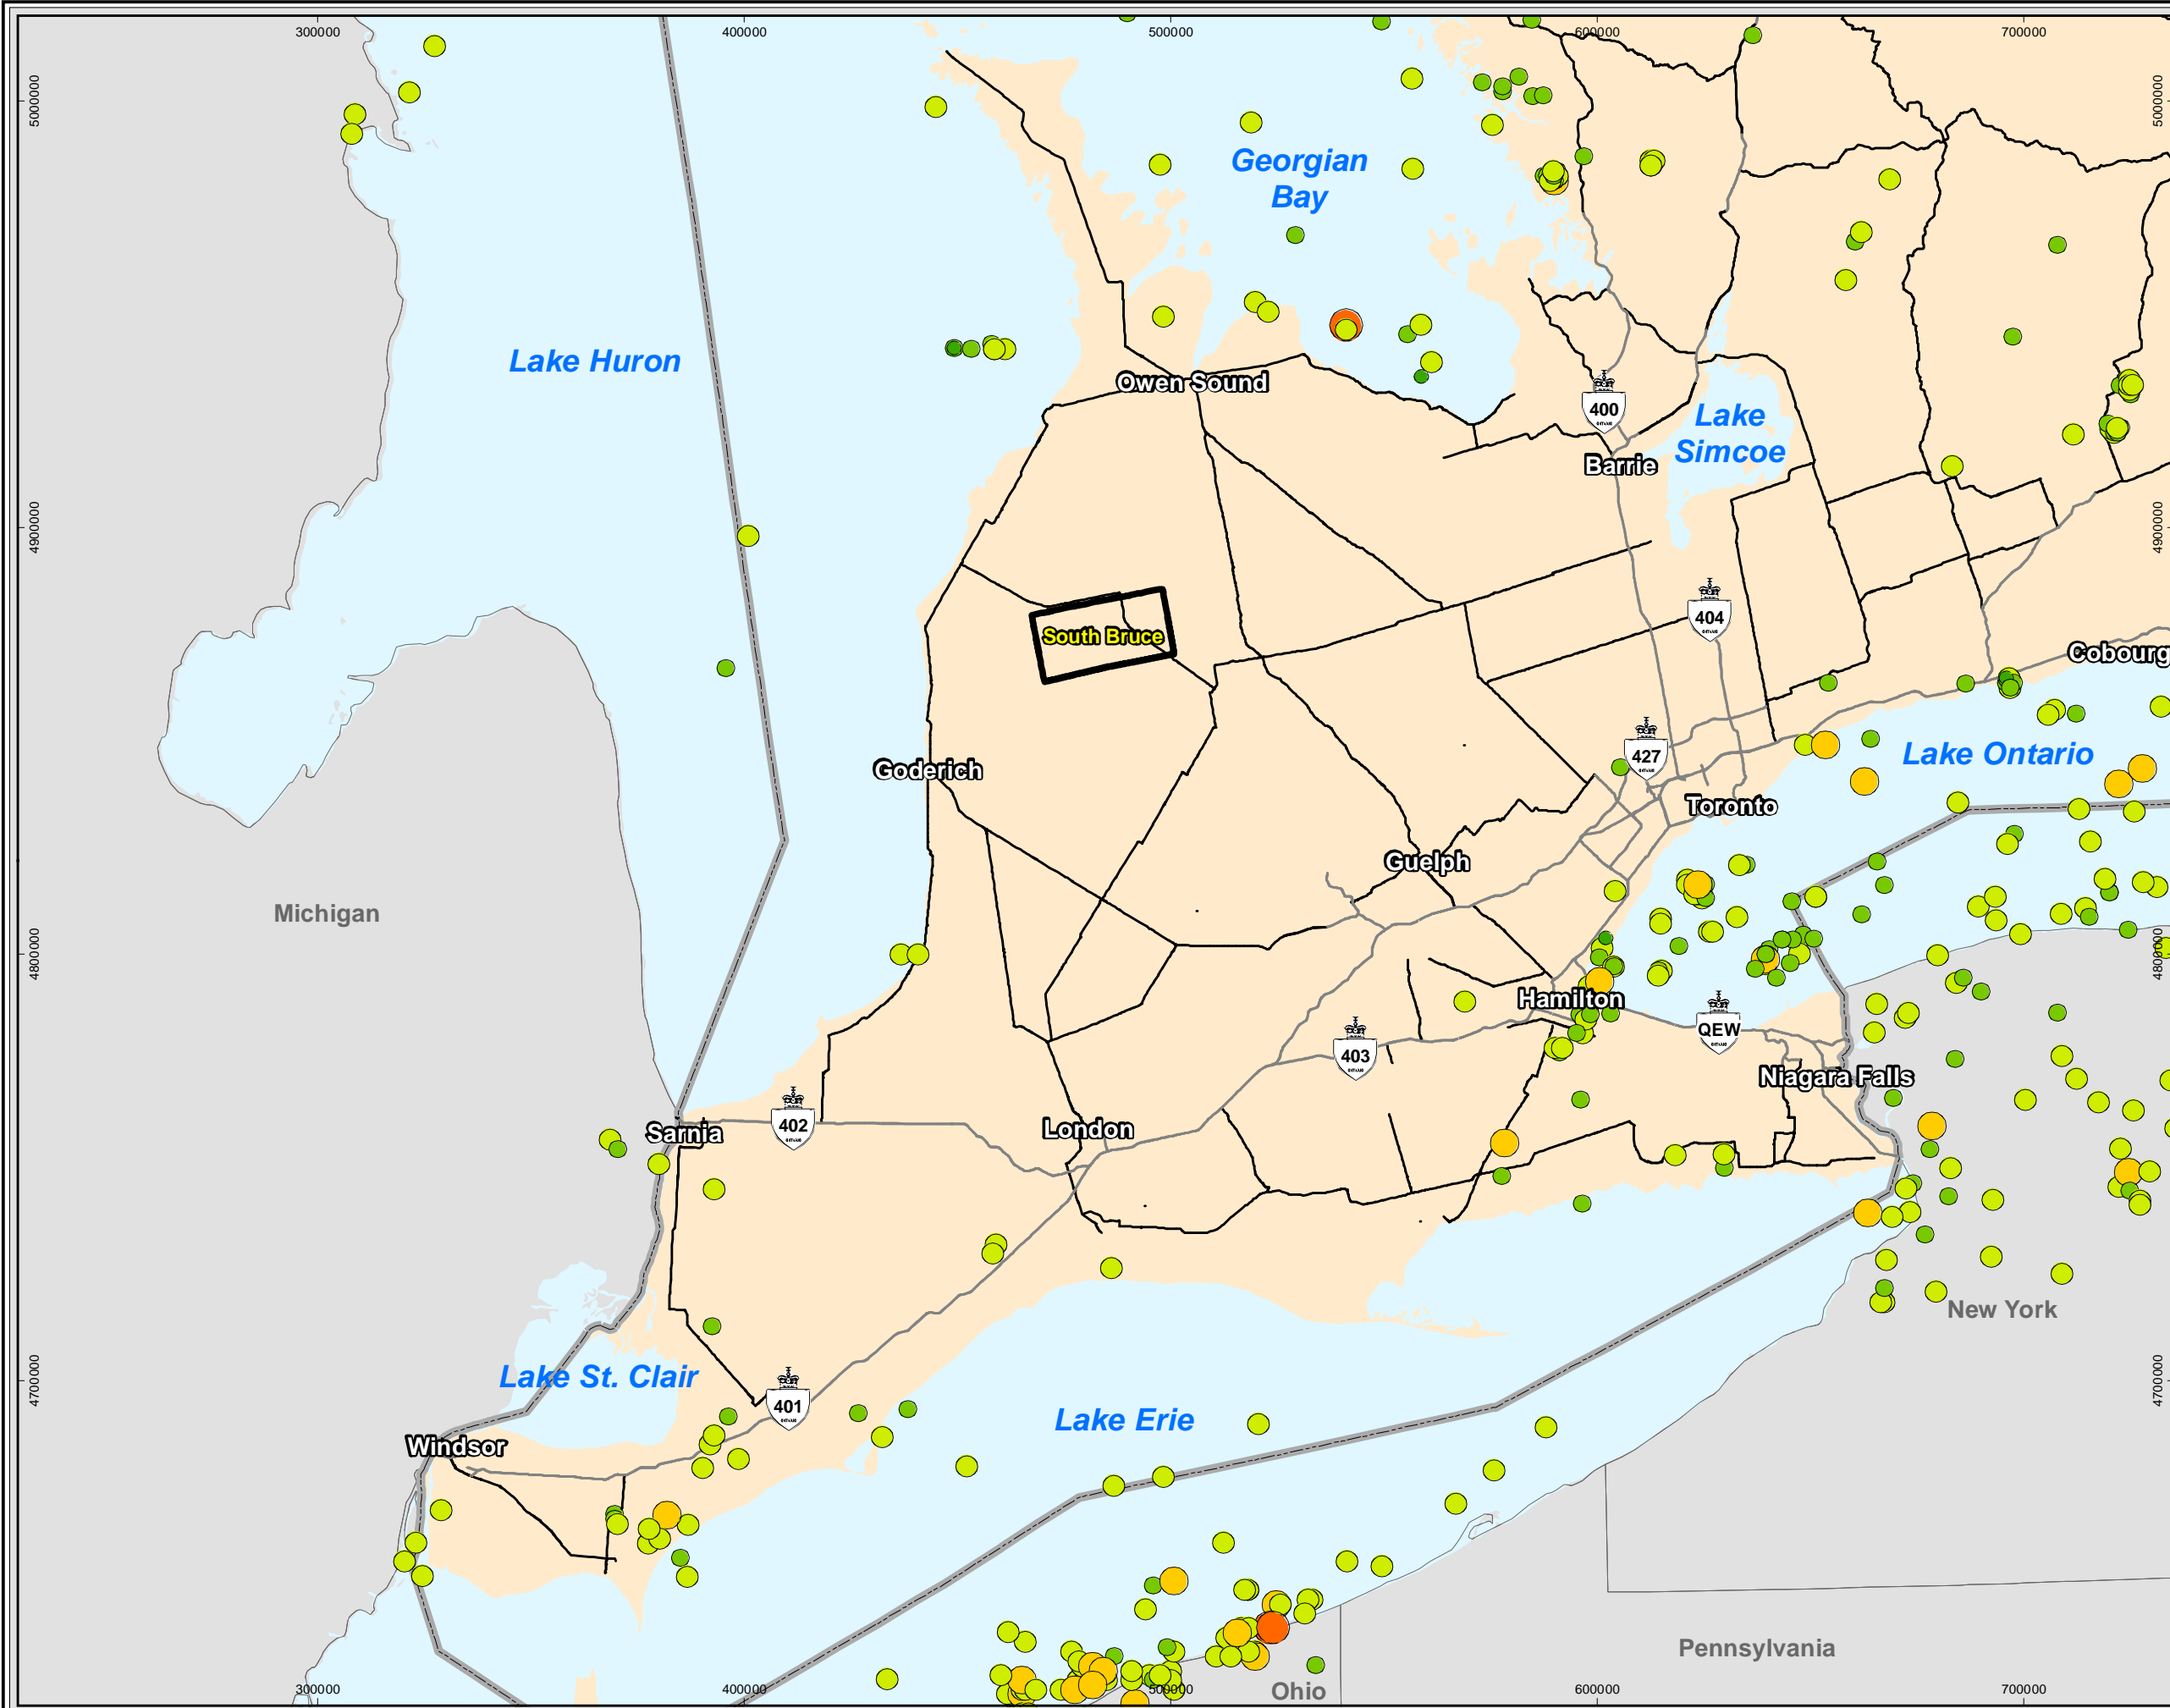 300000
400000
500000
600000
700000
5000000
5000000
Georgian
Bay
Lake Huron
Owen Sound
400
Lake
Simcoe
Barrie
4900000
4900000
404
South Bruce
Cobourg
427
Lake Ontario
Goderich
Toronto
Guelph
Michigan
4800000
4800000
Hamilton
403
QEW
Niagara Falls
402
Sarnia
London
New York
4700000
4700000
Lake St. Clair
401
Lake Erie
Windsor
Pennsylvania
Ohio
300000
400000
500000
600000
700000